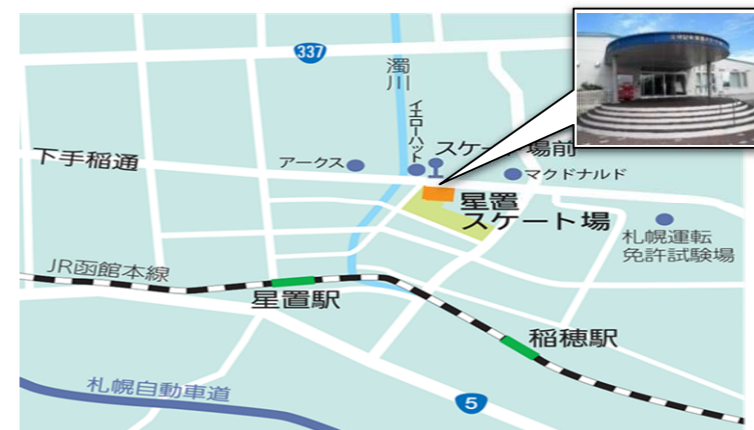 337
濁川
イエローハット
スケート場前
下手稲通
アークス
マクドナルド
星置
スケート場
札幌運転
免許試験場
JR函館本線
星置駅
稲穂駅
札幌自動車道
5